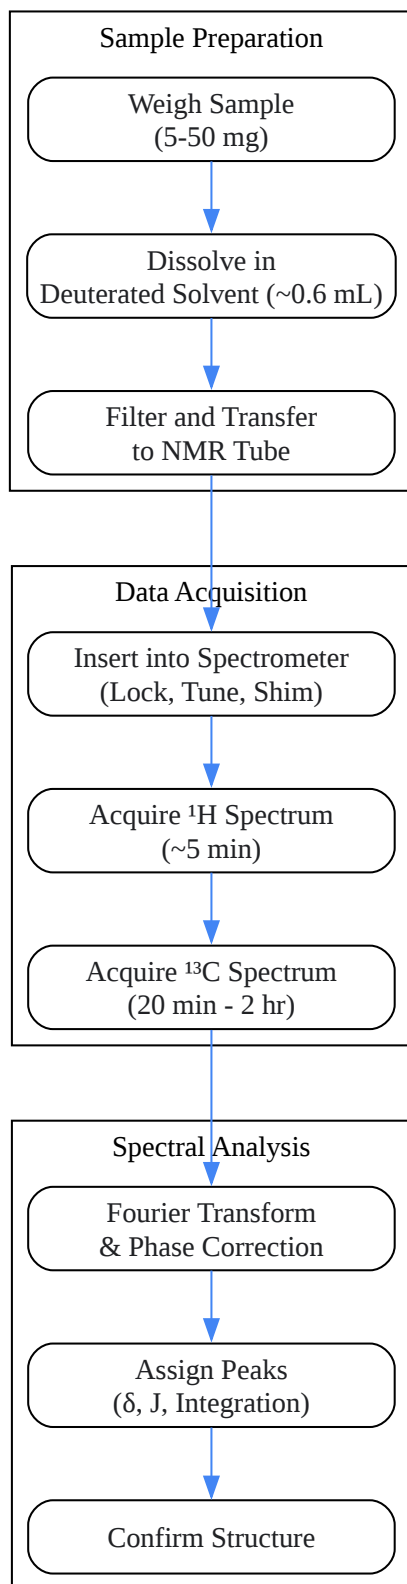 Sample Preparation
Weigh Sample
(5-50 mg)
Dissolve in
Deuterated Solvent (~0.6 mL)
Filter and Transfer
to NMR Tube
Data Acquisition
Insert into Spectrometer
(Lock, Tune, Shim)
Acquire ¹H Spectrum
(~5 min)
Acquire ¹³C Spectrum
(20 min - 2 hr)
Spectral Analysis
Fourier Transform
& Phase Correction
Assign Peaks
(δ, J, Integration)
Confirm Structure